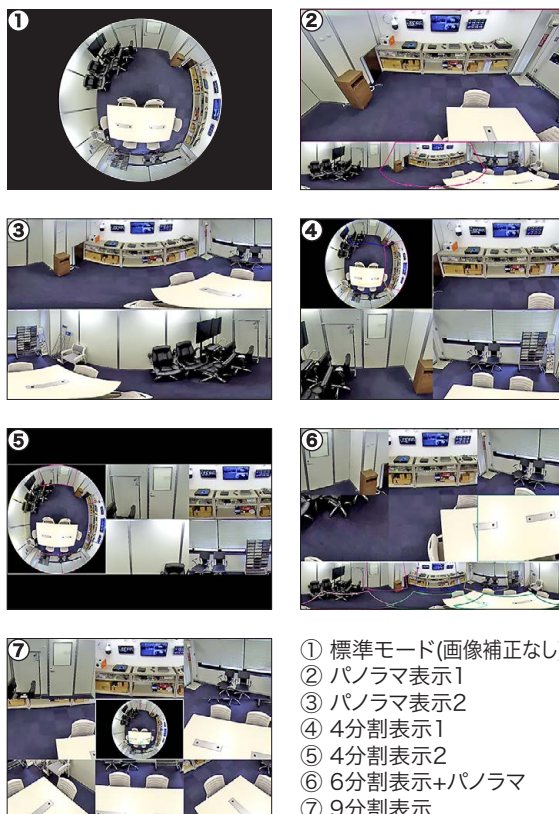 ①
②
③
④
⑤
⑥
⑦
① 標準モード(画像補正なし
② パノラマ表示1
③ パノラマ表示2
④ 4分割表示1
⑤ 4分割表示2
⑥ 6分割表示+パノラマ
⑦ 9分割表示